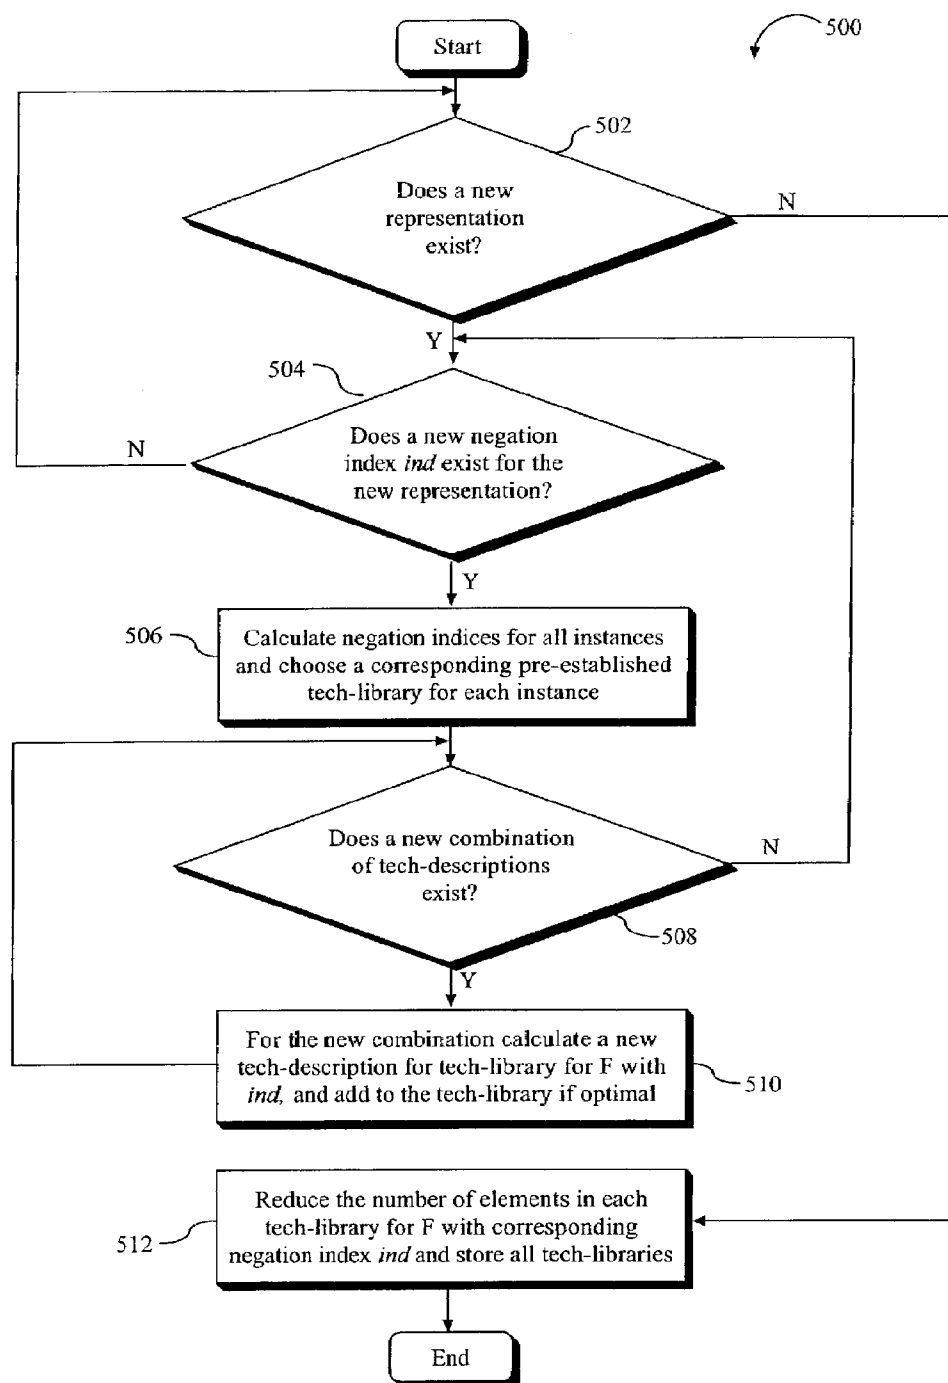 Start
500
502
Does a new
representation
exist?
N
Y
504
Does a new negation
index ind exist for the
new representation?
N
Y
506
Calculate negation indices for all instances
and choose a corresponding pre-established
tech-library for each instance
Does a new combination
of tech-descriptions
exist?
N
508
Y
For the new combination calculate a new
tech-description for tech-library for F with
ind, and add to the tech-library if optimal
510
Reduce the number of elements in each
tech-library for F with corresponding
negation index ind and store all tech-libraries
512
End